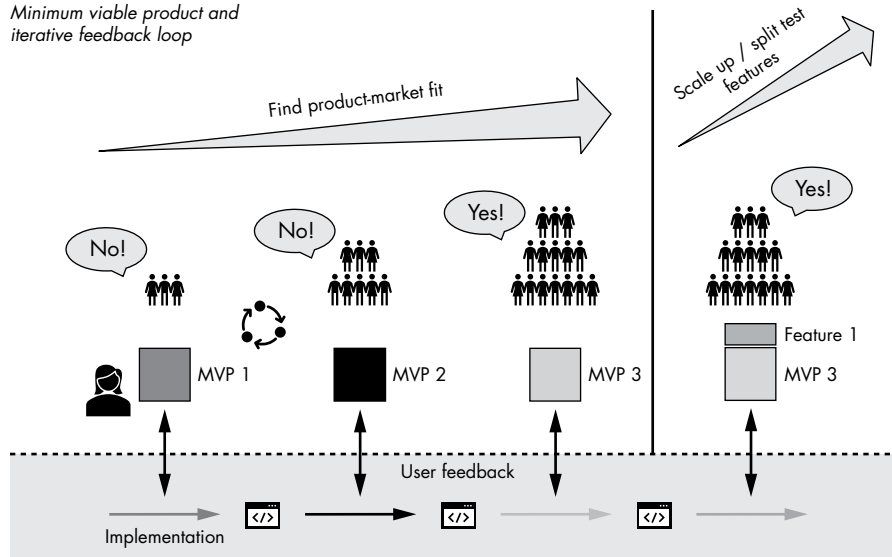 Minimum viable product and
iterative feedback loop
Find product-market fit
Scale up / split test
features
No!
No!
Yes!
Yes!
Feature 1
MVP 1
MVP 2
MVP 3
MVP 3
User feedback
</>
</>
</>
Implementation